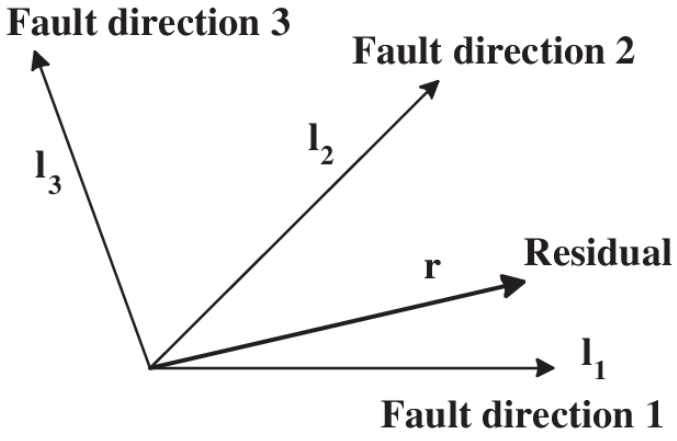 Fault direction 3
Fault direction 2
l2
l3
Residual
r
l1
Fault direction 1